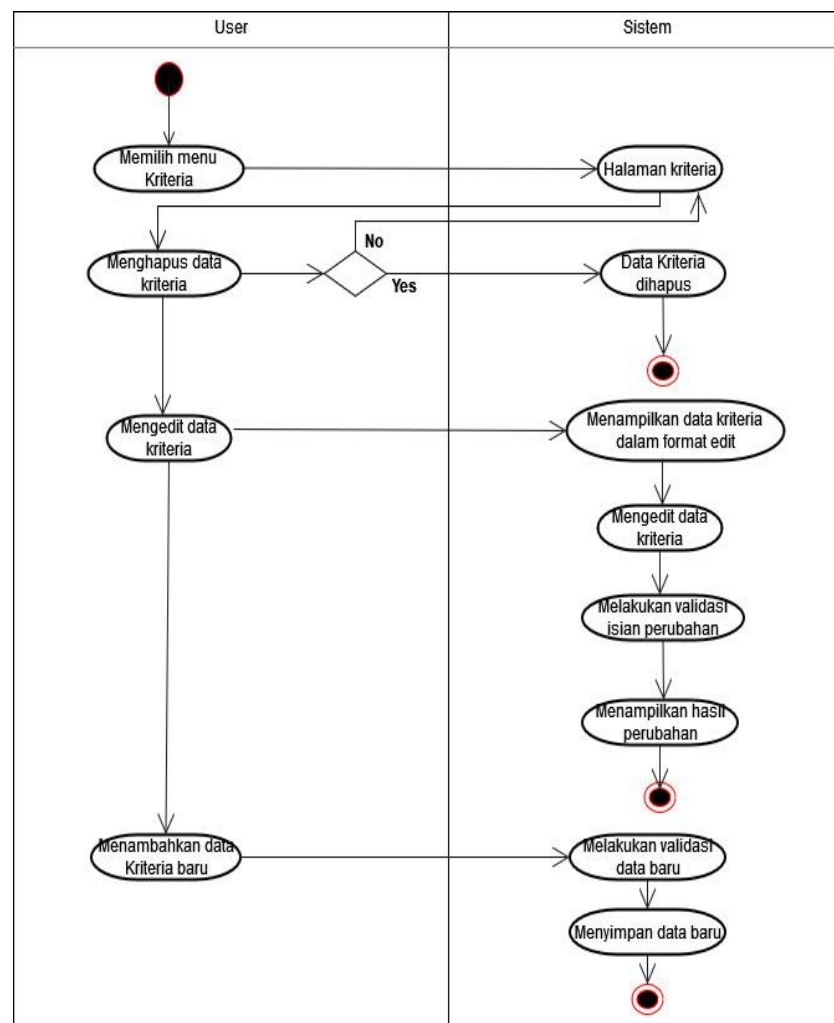 User
Sistem
Memilih menu
Kriteria
Halaman kriteria
No
Menghapus data
kriteria
Yes
Data Kriteria
dihapus
Mengedit data
kriteria
Menampilkan data kriteria
dalam format edit
Mengedit data
kriteria
Melakukan validasi
isian perubahan
Menampilkan hasil
perubahan
Menambahkan data
Kriteria baru
Melakukan validasi
data baru
Menyimpan data baru